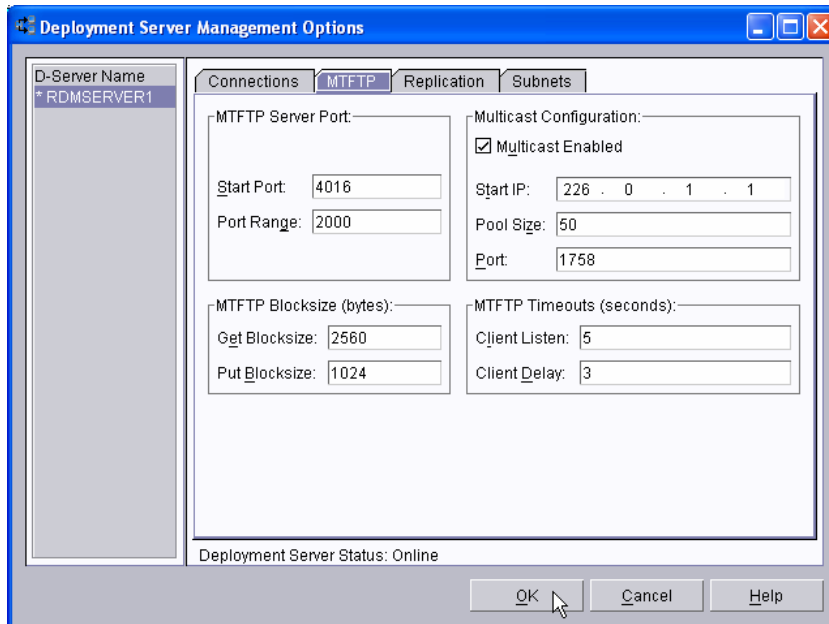 Deployment Server Management Options
D-Server Name
* RDMSERVER1
Connections
MTFTP
Replication
Subnets
MTFTP Server Port:
Start Port: 4016
Port Range: 2000
Multicast Configuration:
Multicast Enabled
Start IP: 226 . 0 . 1 . 1
Pool Size: 50
Port: 1758
MTFTP Blocksize (bytes):
Get Blocksize: 2560
Put Blocksize: 1024
MTFTP Timeouts (seconds):
Client Listen: 5
Client Delay: 3
Deployment Server Status: Online
OK
Cancel
Help